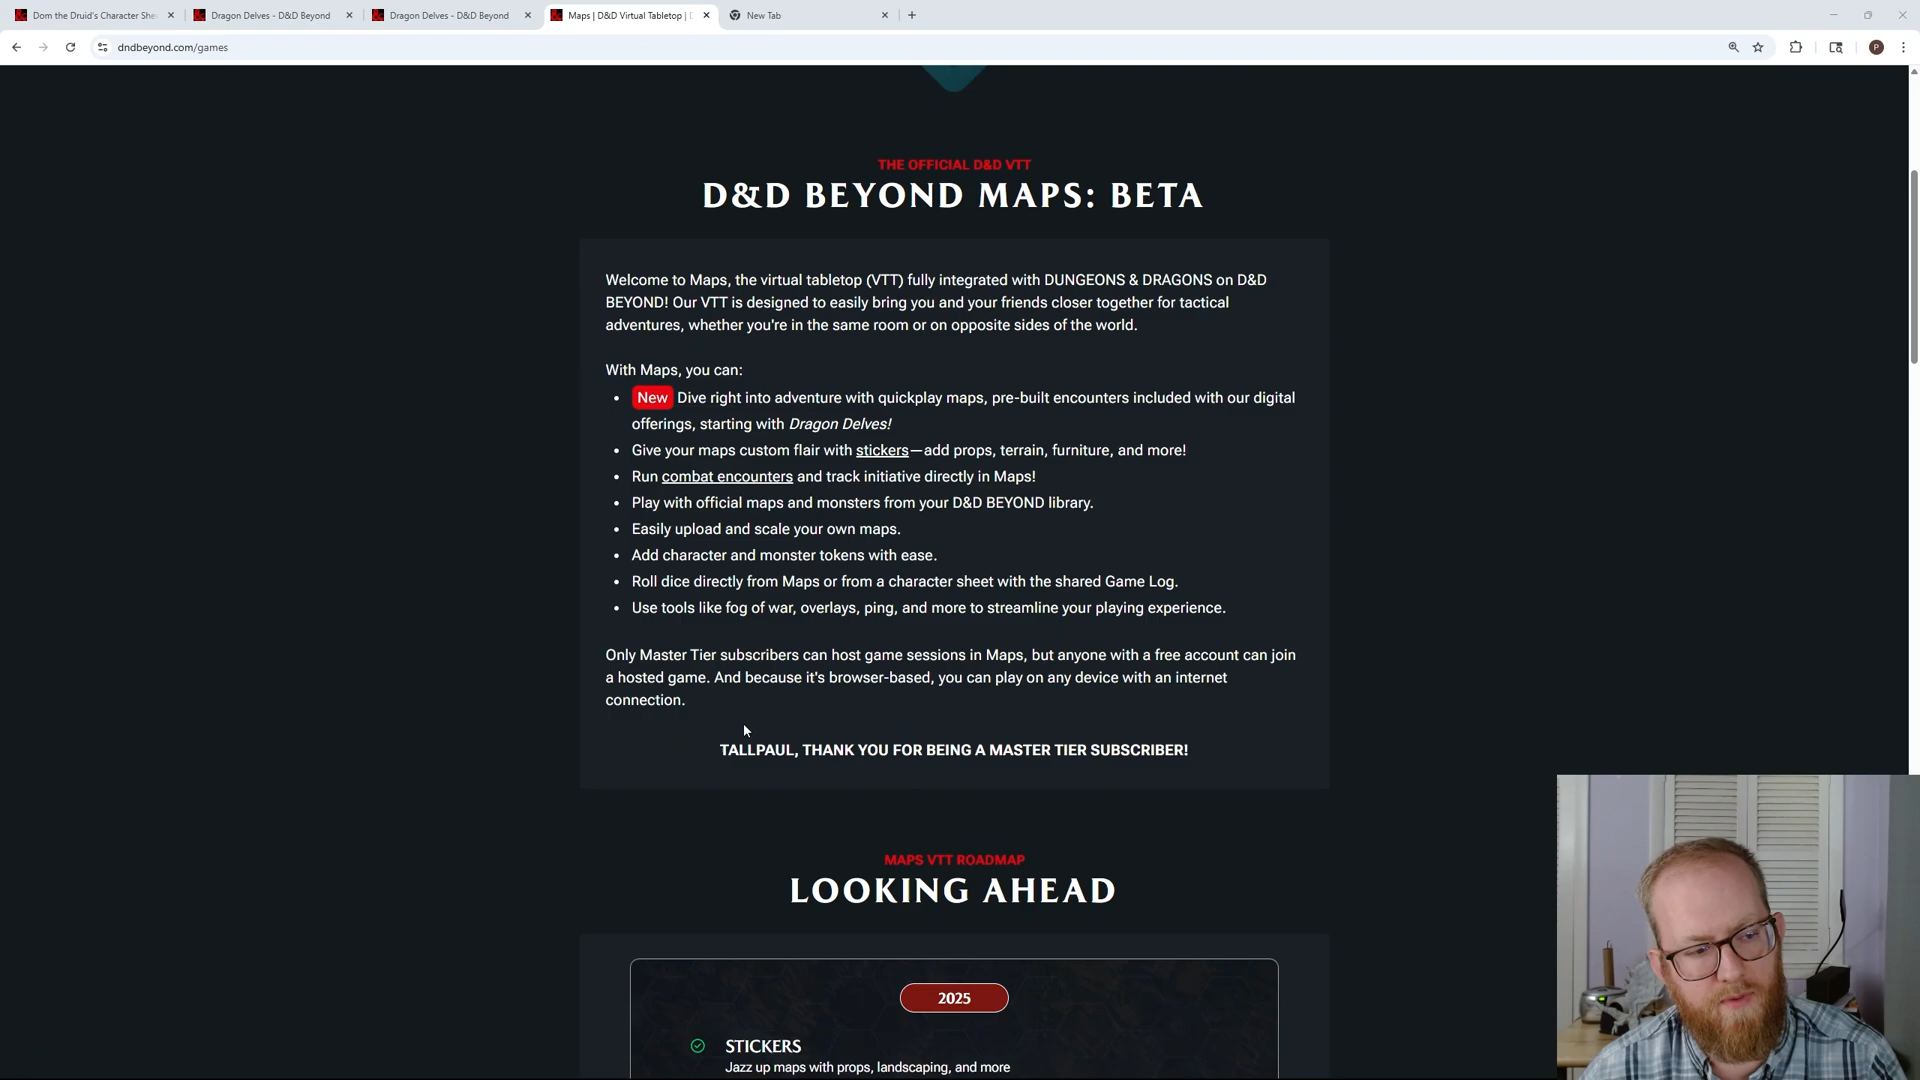 Dom the Druid's Character She
Dragon Delves - D&D Beyond
Dragon Delves - D&D Beyond
Maps | D&D Virtual Tabletop |
New Tab
dndbeyond.com/games
P
THE OFFICIAL D&D VTT
D&D BEYOND MAPS: BETA
Welcome to Maps, the virtual tabletop (VTT) fully integrated with DUNGEONS & DRAGONS on D&D
BEYOND! Our VTT is designed to easily bring you and your friends closer together for tactical
adventures, whether you're in the same room or on opposite sides of the world.
With Maps, you can:
• New Dive right into adventure with quickplay maps, pre-built encounters included with our digital
offerings, starting with Dragon Delves!
• Give your maps custom flair with stickers—add props, terrain, furniture, and more!
• Run combat encounters and track initiative directly in Maps!
• Play with official maps and monsters from your D&D BEYOND library.
• Easily upload and scale your own maps.
• Add character and monster tokens with ease.
• Roll dice directly from Maps or from a character sheet with the shared Game Log.
• Use tools like fog of war, overlays, ping, and more to streamline your playing experience.
Only Master Tier subscribers can host game sessions in Maps, but anyone with a free account can join
a hosted game. And because it's browser-based, you can play on any device with an internet
connection.
TALLPAUL, THANK YOU FOR BEING A MASTER TIER SUBSCRIBER!
MAPS VTT ROADMAP
LOOKING AHEAD
2025
STICKERS
Jazz up maps with props, landscaping, and more